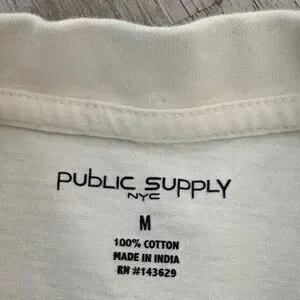 PUBLIC SUPPLY
NYC
M
100% COTTON
MADE IN INDIA
RN #143629